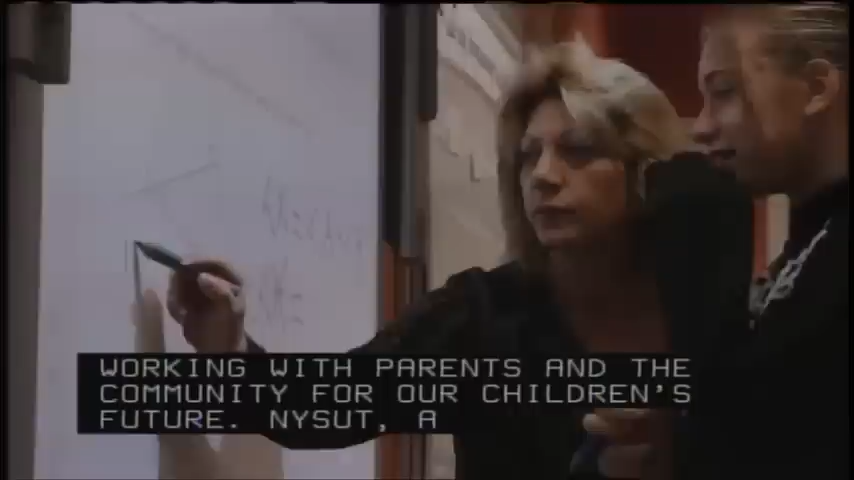 WORKING WITH PARENTS AND THE
COMMUNITY FOR OUR CHILDREN'S
FUTURE. NYSUT, A